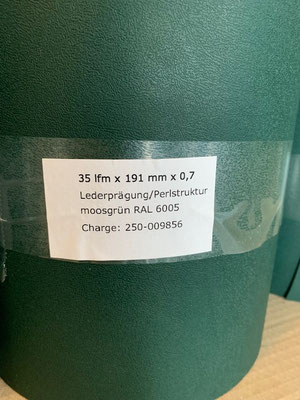 35 lfm x 191 mm x 0,7
Lederprägung/Perlstruktur
moosgrün RAL 6005
Charge: 250-009856